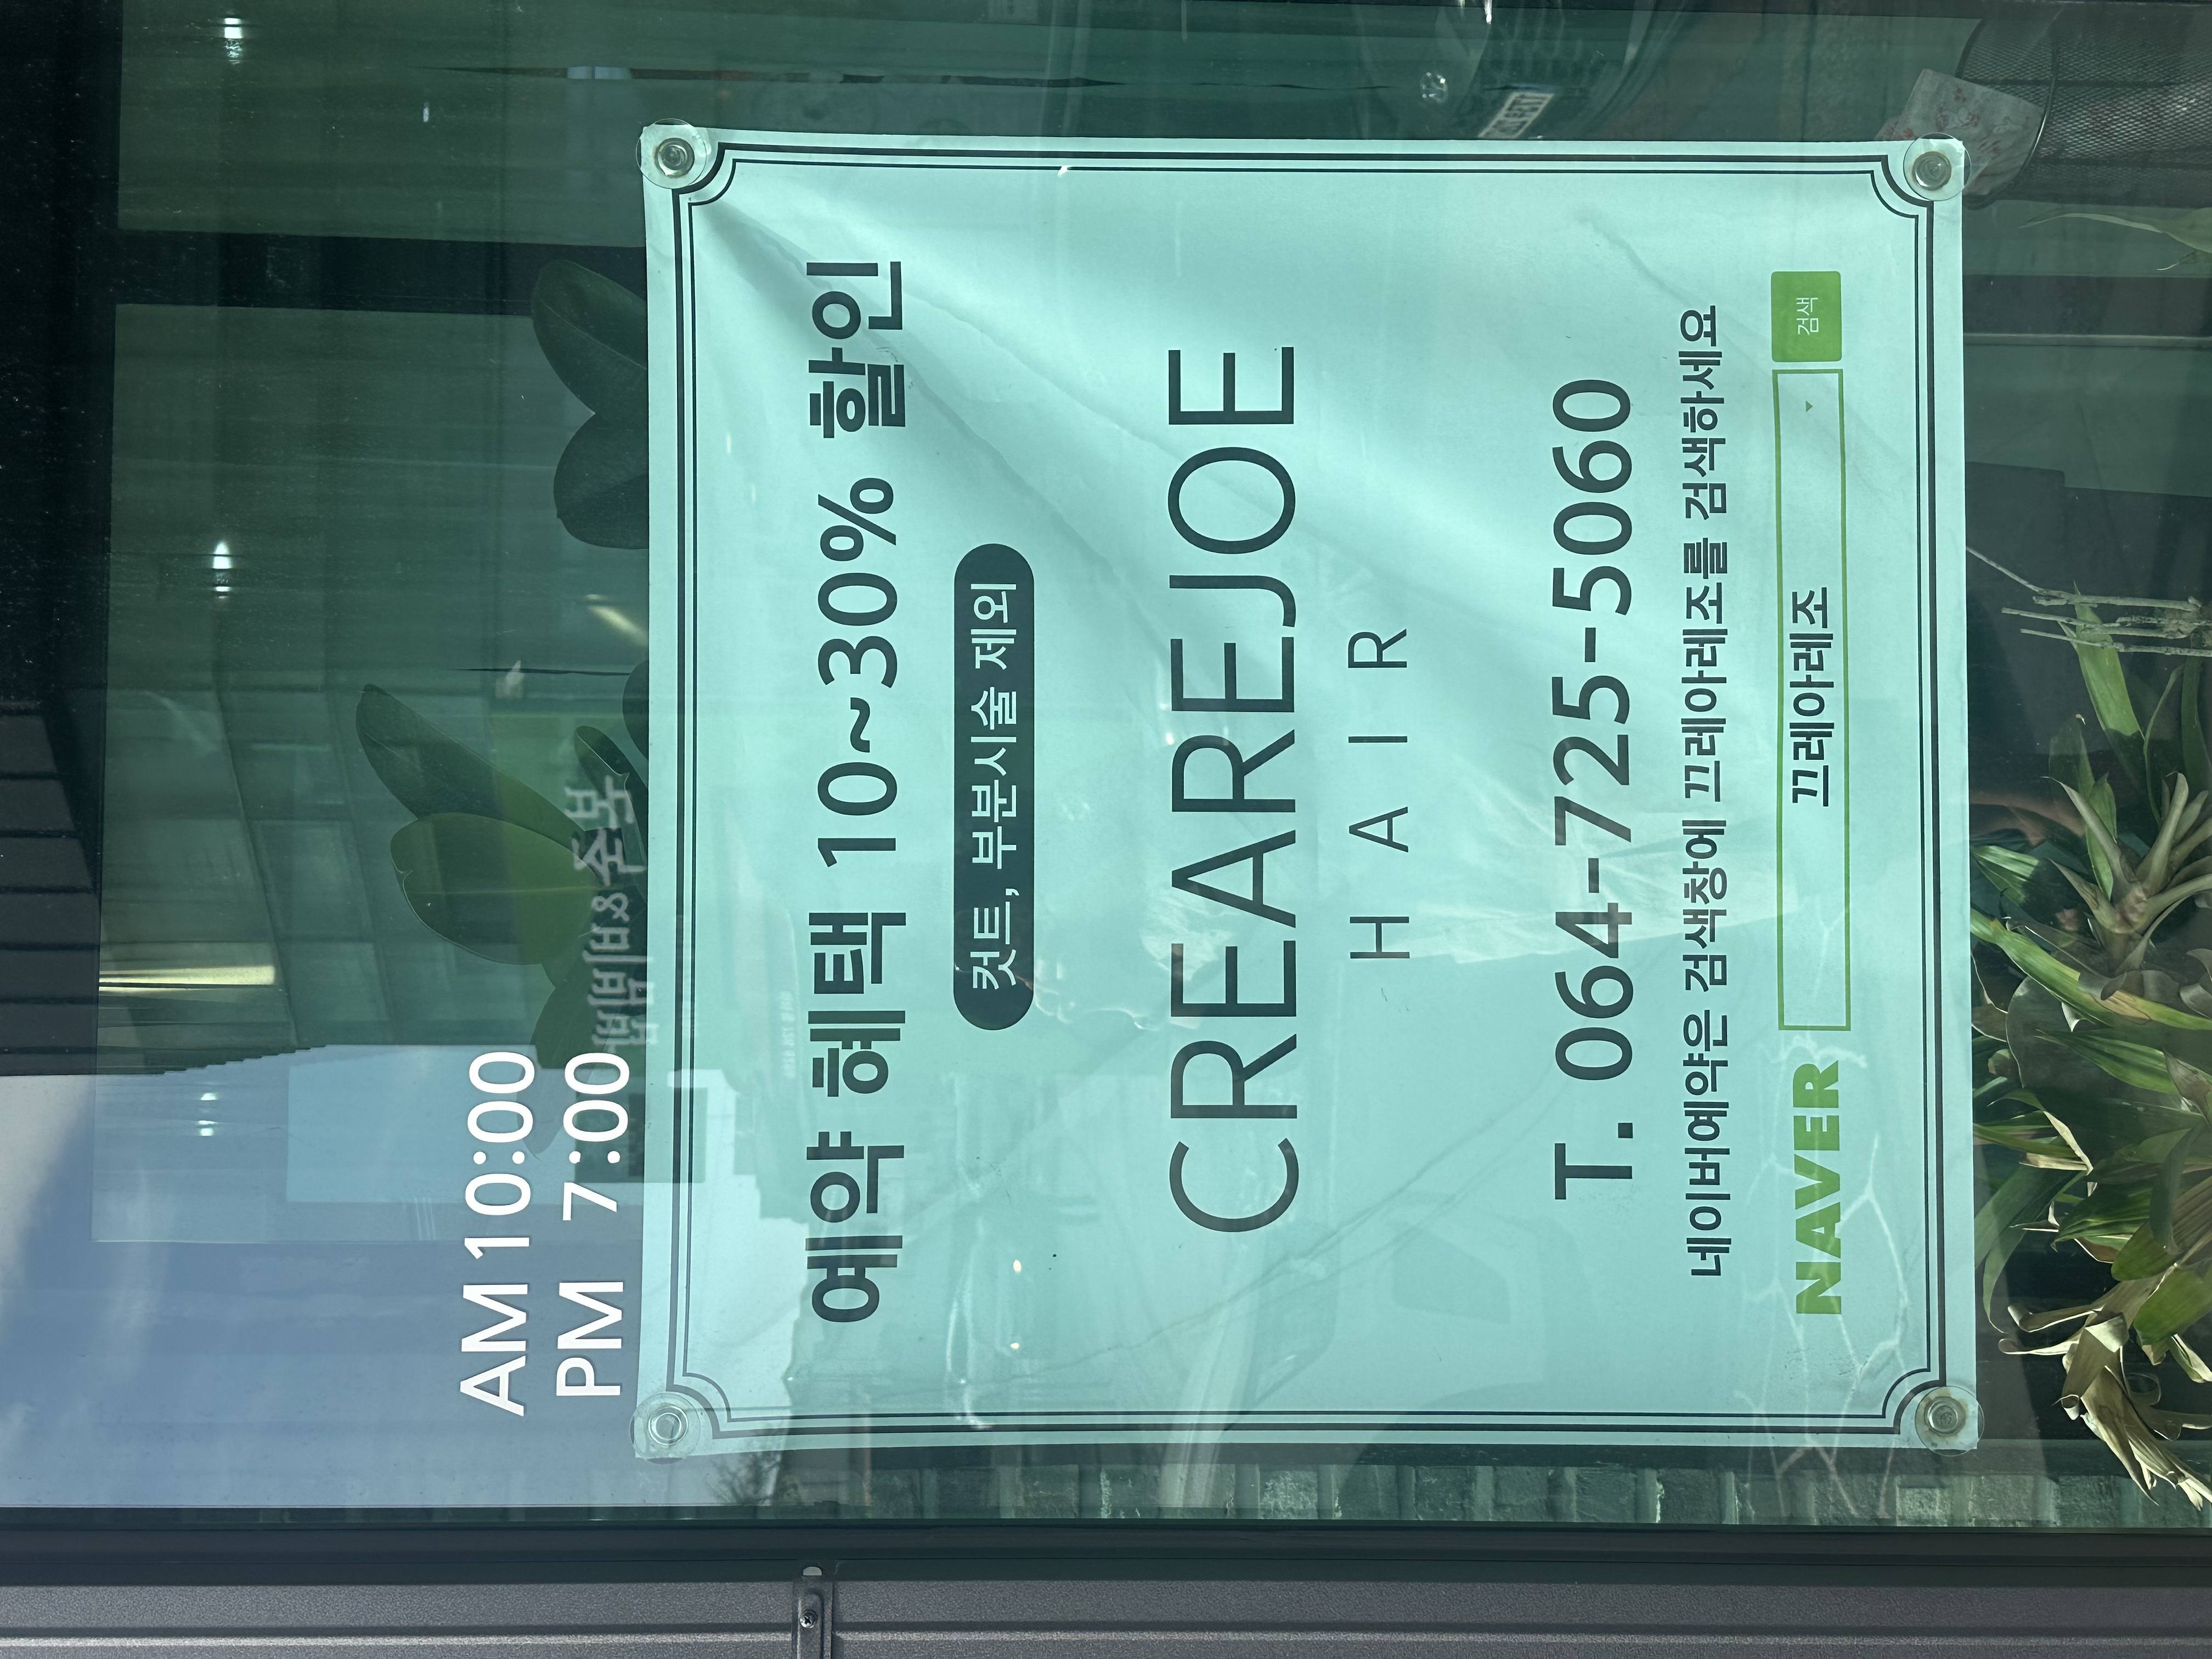 AM 10:00
PM 7:00
예약 혜택 10~30% 할인
컷트, 부분시술 제외
CREAREJOE
HAIR
T. 064-725-5060
네이버예약은 검색창에 끄레아레조를 검색하세요
NAVER 끄레아레조 검색